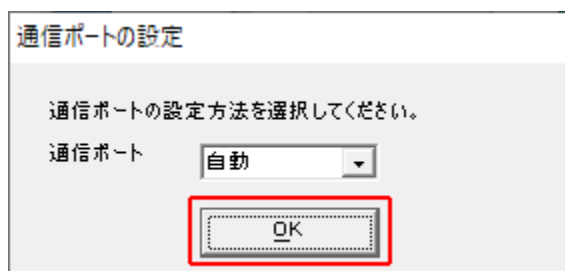 通信ポートの設定
通信ポートの設定方法を選択してください。
通信ポート 自動
OK